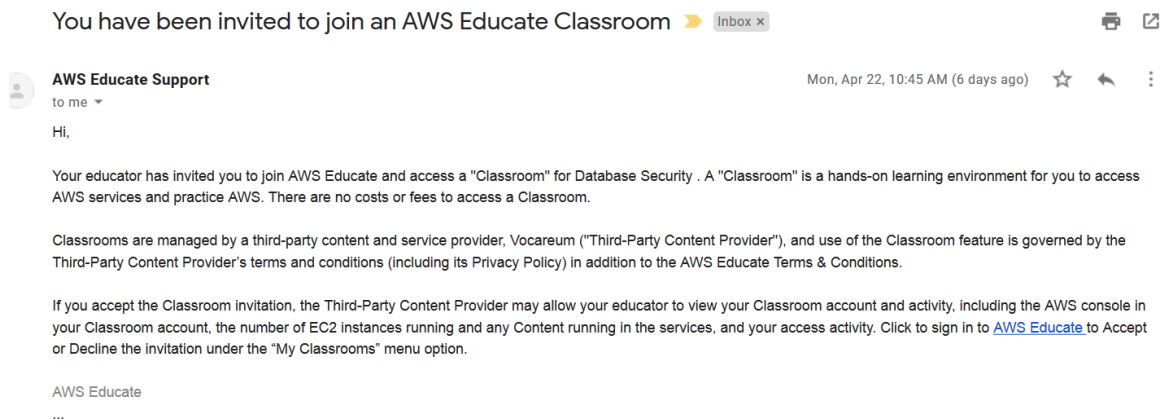 You have been invited to join an AWS Educate Classroom Inbox ×
AWS Educate Support Mon, Apr 22, 10:45 AM (6 days ago)
to me
Hi,
Your educator has invited you to join AWS Educate and access a "Classroom" for Database Security . A "Classroom" is a hands-on learning environment for you to access
AWS services and practice AWS. There are no costs or fees to access a Classroom.
Classrooms are managed by a third-party content and service provider, Vocareum ("Third-Party Content Provider"), and use of the Classroom feature is governed by the
Third-Party Content Provider’s terms and conditions (including its Privacy Policy) in addition to the AWS Educate Terms & Conditions.
If you accept the Classroom invitation, the Third-Party Content Provider may allow your educator to view your Classroom account and activity, including the AWS console in
your Classroom account, the number of EC2 instances running and any Content running in the services, and your access activity. Click to sign in to AWS Educate to Accept
or Decline the invitation under the “My Classrooms” menu option.
AWS Educate
...